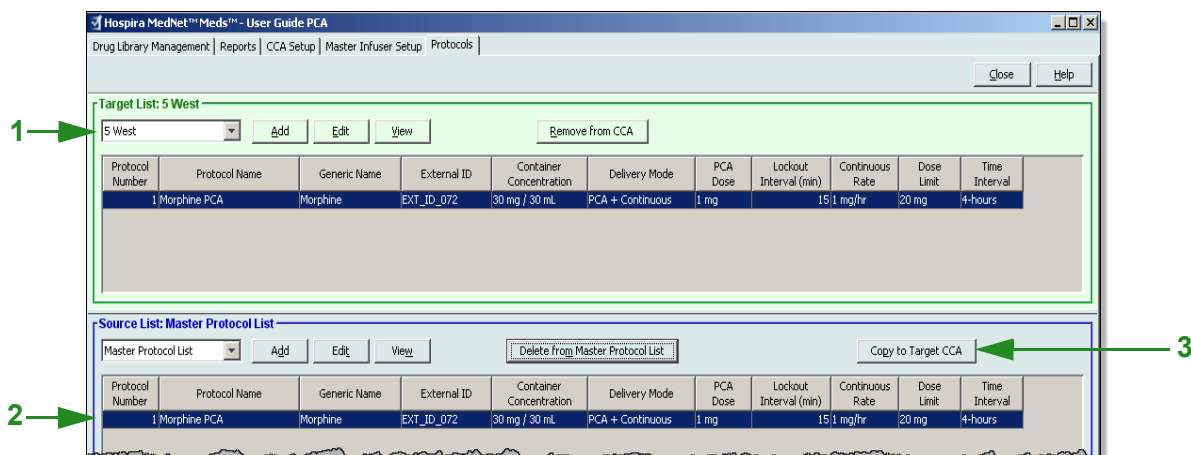 Hospira MedNet™ Meds™ - User Guide PCA
Drug Library Management Reports CCA Setup Master Infuser Setup Protocols
Close Help
Target List: 5 West
1 5 West Add Edit View Remove from CCA
Protocol Number Protocol Name Generic Name External ID Container Concentration Delivery Mode PCA Dose Lockout Interval (min) Continuous Rate Dose Limit Time Interval
1 Morphine PCA Morphine EXT_ID_072 30 mg / 30 mL PCA + Continuous 1 mg 15 1 mg/hr 20 mg 4-hours
Source List: Master Protocol List
Master Protocol List Add Edit View Delete from Master Protocol List Copy to Target CCA 3
Protocol Number Protocol Name Generic Name External ID Container Concentration Delivery Mode PCA Dose Lockout Interval (min) Continuous Rate Dose Limit Time Interval
2 1 Morphine PCA Morphine EXT_ID_072 30 mg / 30 mL PCA + Continuous 1 mg 15 1 mg/hr 20 mg 4-hours